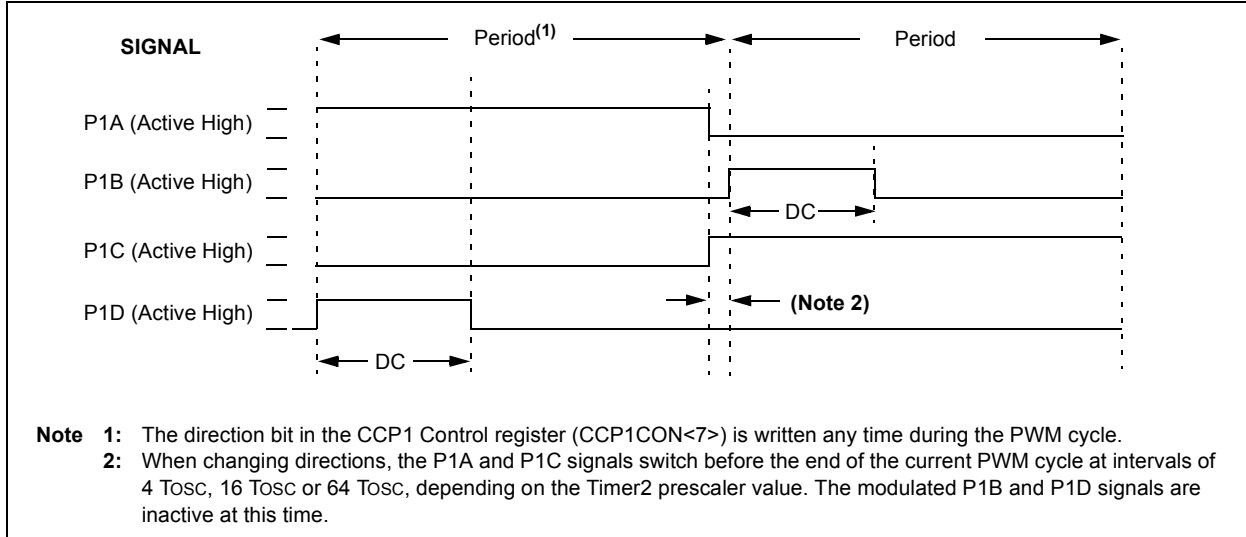 SIGNAL
Period(1)
Period
P1A (Active High)
P1B (Active High)
DC
P1C (Active High)
P1D (Active High)
(Note 2)
DC
Note 1: The direction bit in the CCP1 Control register (CCP1CON<7>) is written any time during the PWM cycle.
2: When changing directions, the P1A and P1C signals switch before the end of the current PWM cycle at intervals of
4 TOSC, 16 TOSC or 64 TOSC, depending on the Timer2 prescaler value. The modulated P1B and P1D signals are
inactive at this time.